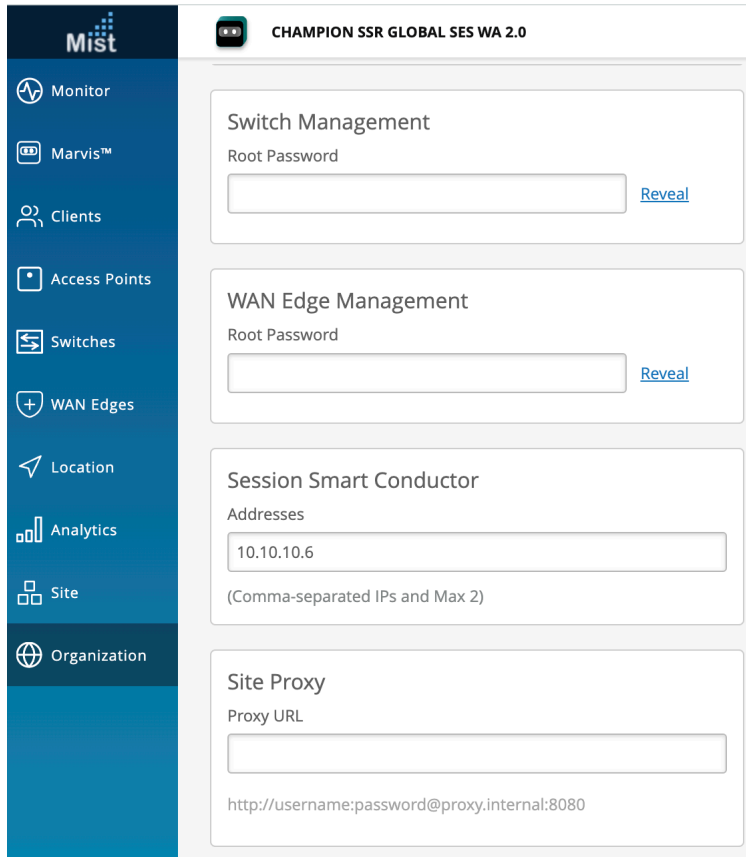 Mist
CHAMPION SSR GLOBAL SES WA 2.0
Monitor
Marvis™
Clients
Access Points
Switches
WAN Edges
Location
Analytics
Site
Organization
Switch Management
Root Password
Reveal
WAN Edge Management
Root Password
Reveal
Session Smart Conductor
Addresses
10.10.10.6
(Comma-separated IPs and Max 2)
Site Proxy
Proxy URL
http://username:password@proxy.internal:8080